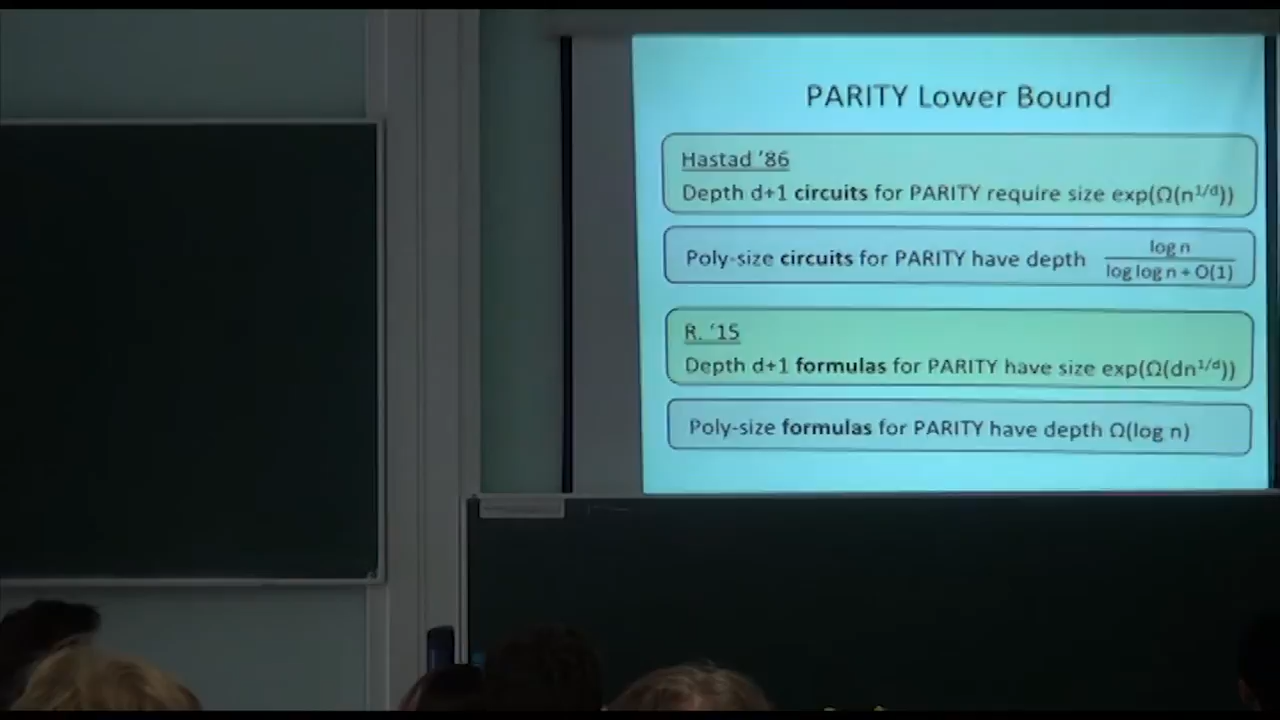 PARITY Lower Bound
Hastad ’86
Depth d+1 circuits for PARITY require size exp(Ω(n^{1/d}))
Poly-size circuits for PARITY have depth log n / log log n + O(1)
R. ‘15
Depth d+1 formulas for PARITY have size exp(Ω(dn^{1/d}))
Poly-size formulas for PARITY have depth Ω(log n)